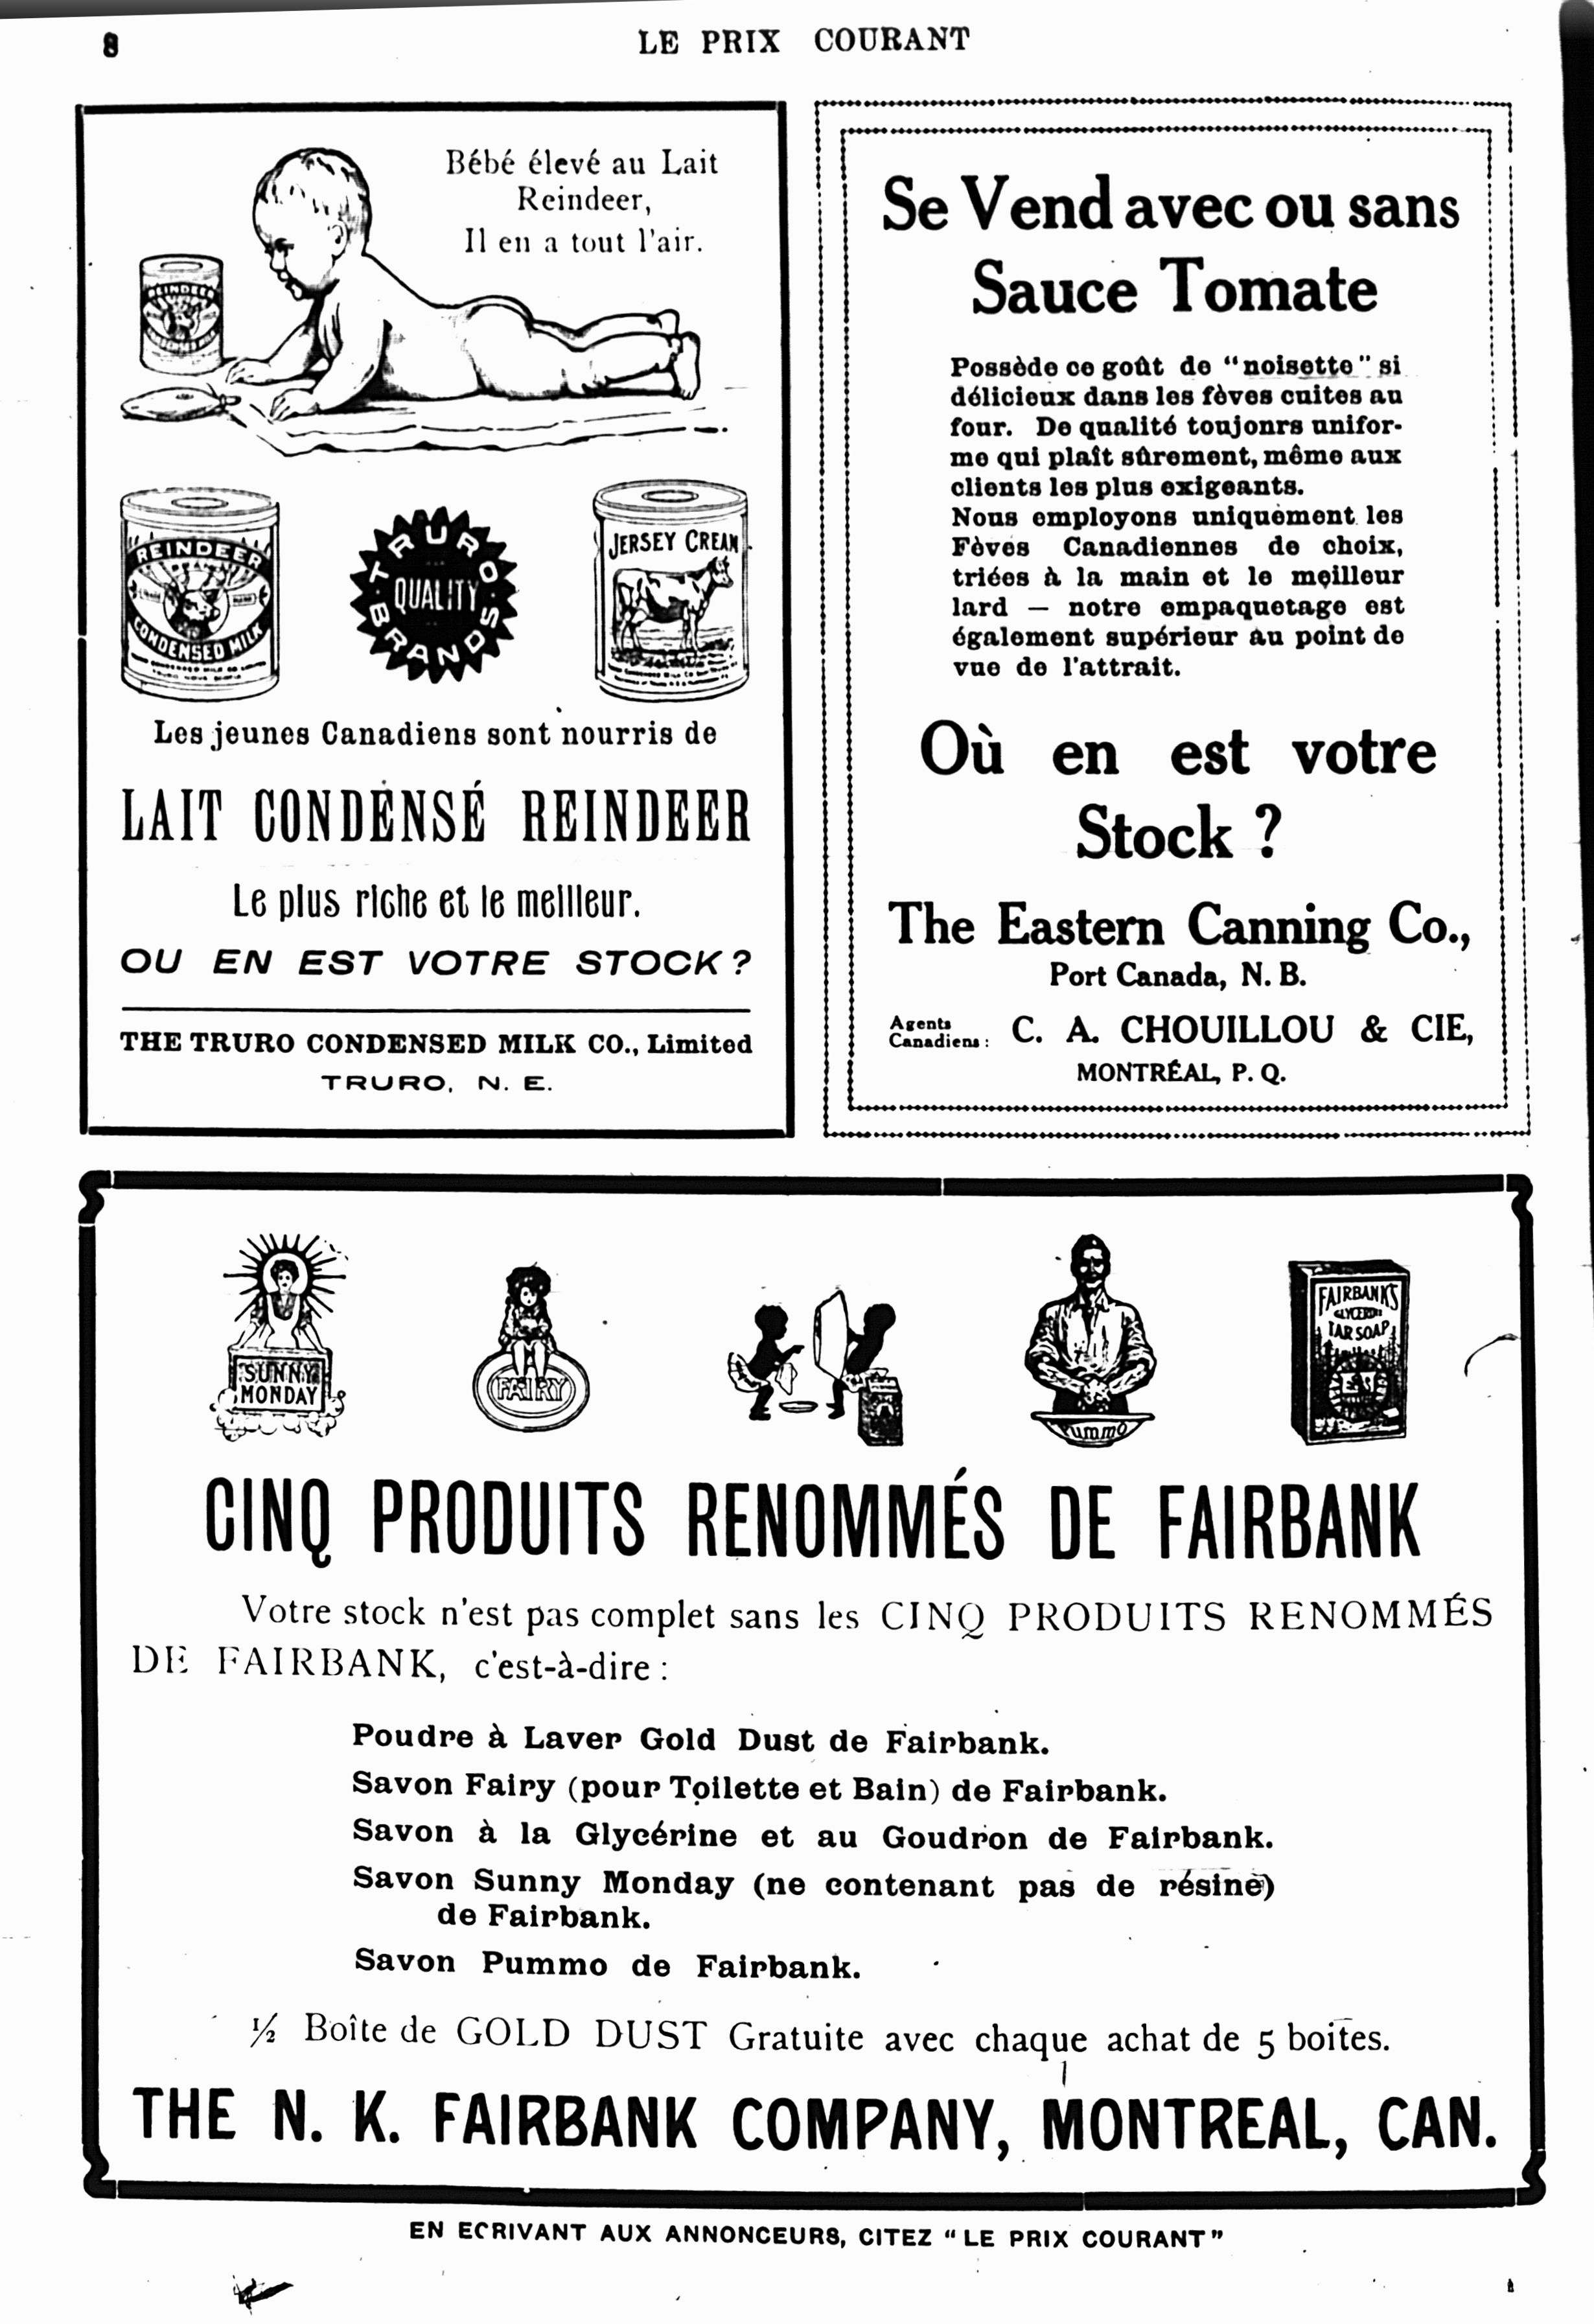 8
LE PRIX COURANT
Bébé élevé au Lait
Reindeer,
Il en a tout l'air.
REINDEER
REINDEER
CONDENSED MILK
TRURO
QUALITY
BRANDS
JERSEY CREAM
Les jeunes Canadiens sont nourris de
LAIT CONDENSÉ REINDEER
Le plus riche et le meilleur.
OU EN EST VOTRE STOCK ?
THE TRURO CONDENSED MILK CO., Limited
TRURO, N. E.
Se Vend avec ou sans
Sauce Tomate
Possède ce goût de "noisette" si
délicieux dans les fèves cuites au
four. De qualité toujonrs unifor-
me qui plaît sûrement, même aux
clients les plus exigeants.
Nous employons uniquement les
Fèves Canadiennes de choix,
triées à la main et le meilleur
lard — notre empaquetage est
également supérieur au point de
vue de l'attrait.
Où en est votre
Stock ?
The Eastern Canning Co.,
Port Canada, N. B.
Agents
Canadiens :
C. A. CHOUILLOU & CIE,
MONTRÉAL, P. Q.
SUNNY
MONDAY
FAIRY
Pummo
FAIRBANK'S
GLYCERINE
TAR SOAP
CINQ PRODUITS RENOMMÉS DE FAIRBANK
Votre stock n'est pas complet sans les CINQ PRODUITS RENOMMÉS
DE FAIRBANK, c'est-à-dire :
Poudre à Laver Gold Dust de Fairbank.
Savon Fairy (pour Toilette et Bain) de Fairbank.
Savon à la Glycérine et au Goudron de Fairbank.
Savon Sunny Monday (ne contenant pas de résine)
de Fairbank.
Savon Pummo de Fairbank.
½ Boîte de GOLD DUST Gratuite avec chaque achat de 5 boites.
THE N. K. FAIRBANK COMPANY, MONTREAL, CAN.
EN ECRIVANT AUX ANNONCEURS, CITEZ "LE PRIX COURANT"